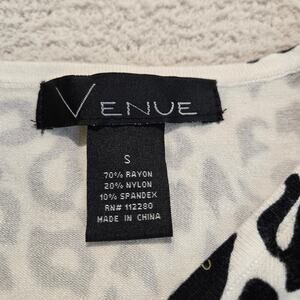 VENUE
S
70% RAYON
20% NYLON
10% SPANDEX
RN# 112280
MADE IN CHINA